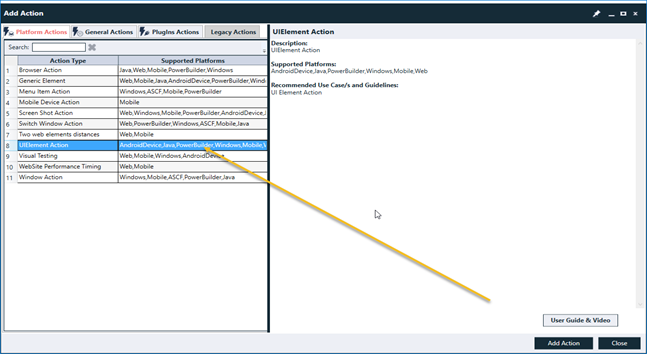 Add Action
Platform Actions General Actions PlugIns Actions Legacy Actions
Search:
Action Type Supported Platforms
1 Browser Action Java,Web,Mobile,PowerBuilder,Windows
2 Generic Element Web,Mobile,Java,AndroidDevice,PowerBuilder,Wind
3 Menu Item Action Windows,ASCF,Mobile,PowerBuilder
4 Mobile Device Action Mobile
5 Screen Shot Action Web,Windows,Mobile,PowerBuilder,AndroidDevice,J
6 Switch Window Action Web,PowerBuilder,Windows,ASCF,Mobile,Java
7 Two web elements distances Web,Mobile
8 UIElement Action AndroidDevice,Java,PowerBuilder,Windows,Mobile,W
9 Visual Testing Web,Mobile,Windows,AndroidDevice
10 WebSite Performance Timing Web,Mobile
11 Window Action Windows,Mobile,ASCF,PowerBuilder,Java
UIElement Action
Description:
UIElement Action
Supported Platforms:
AndroidDevice,Java,PowerBuilder,Windows,Mobile,Web
Recommended Use Case/s and Guidelines:
UI Element Action
User Guide & Video
Add Action Close